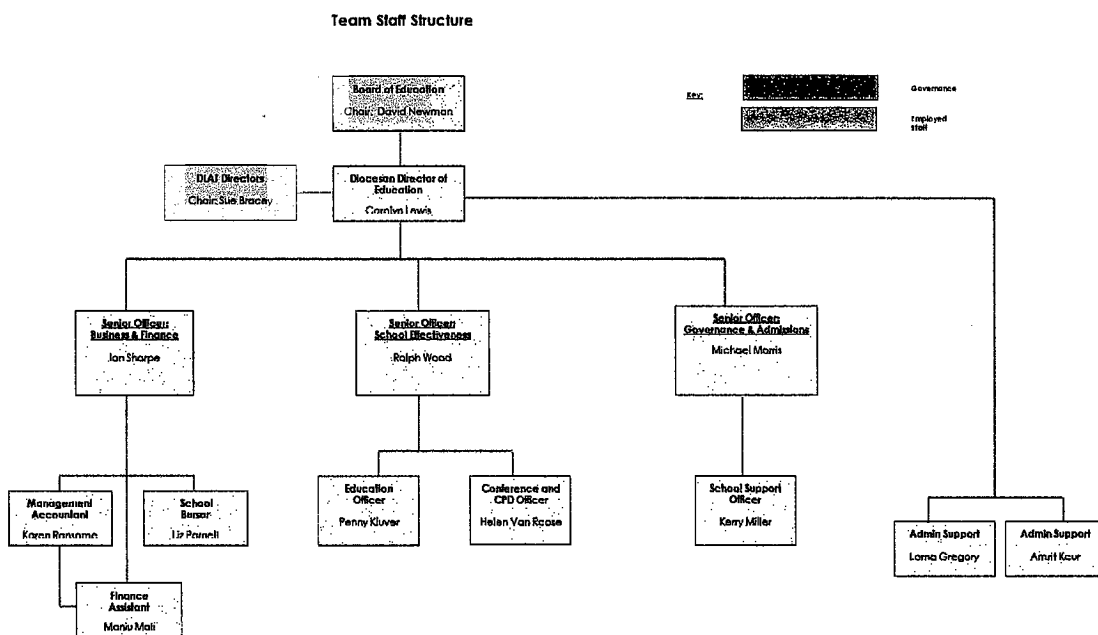 Team Staff Structure
Board of Education
Chair: David Newman
Key:
Governance
Employed
Staff
DLAT Directors
Chair: Sue Bracey
Diocesan Director of
Education
Carolyn Lewis
Senior Officer:
Business & Finance
Ian Sharpe
Senior Officer:
School Effectiveness
Ralph Wood
Senior Officer:
Governance & Admissions
Michael Morris
Management
Accountant
Karen Ransome
School
Bursar
Liz Parnell
Education
Officer
Penny Kluver
Conference and
CPD Officer
Helen Van Roose
School Support
Officer
Kerry Miller
Admin Support
Lorna Gregory
Admin Support
Amrit Kaur
Finance
Assistant
Manju Mali